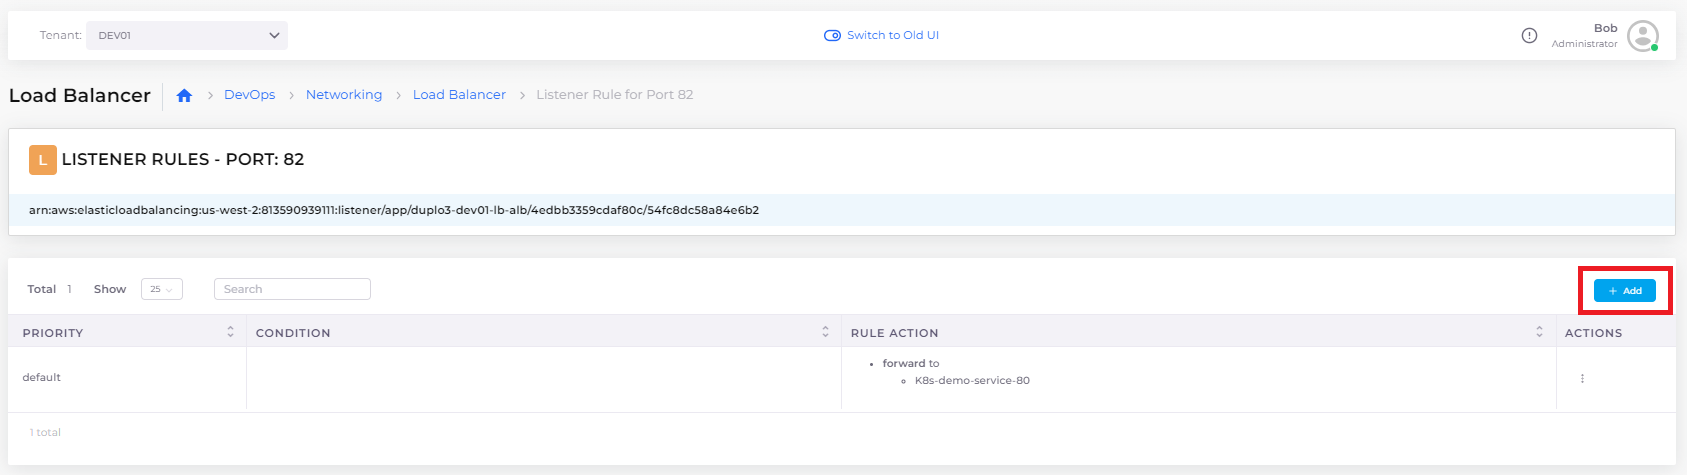 Tenant: DEV01 Switch to Old UI Bob
Administrator
Load Balancer DevOps Networking Load Balancer Listener Rule for Port 82
L LISTENER RULES - PORT: 82
arn:aws:elasticloadbalancing:us-west-2:813590939111:listener/app/duplo3-dev01-lb-alb/4edbb3359cdaf80c/54fc8dc58a84e6b2
Total 1 Show 25 Search + Add
PRIORITY CONDITION RULE ACTION ACTIONS
default
forward to
K8s-demo-service-80
1 total